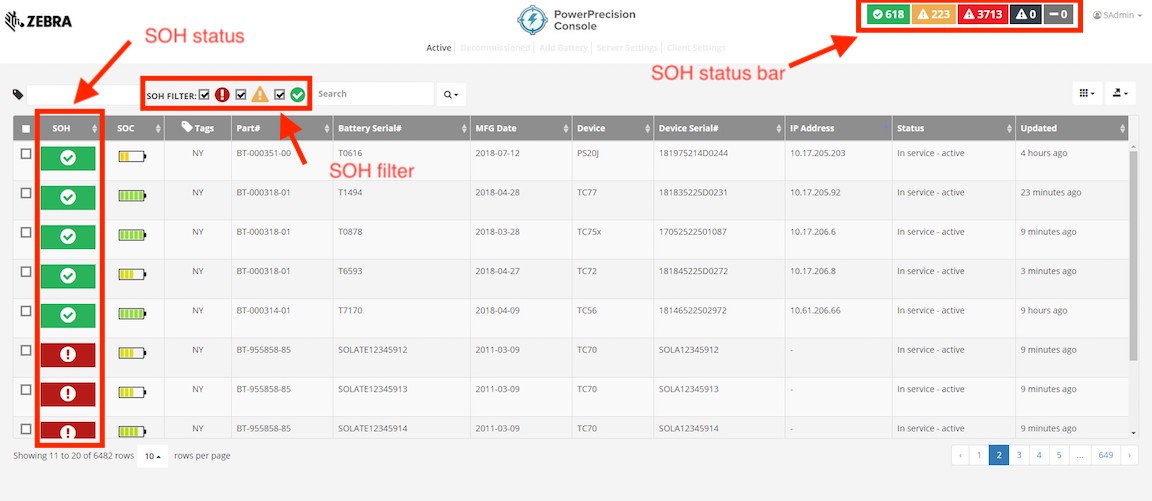 ZEBRA
PowerPrecision
Console
618 223 3713 0 0
SAdmin
SOH status
SOH status bar
Active Decommissioned Add Battery Server Settings Client Settings
SOH FILTER:
Search
SOH filter
SOH SOC Tags Part# Battery Serial# MFG Date Device Device Serial# IP Address Status Updated
NY BT-000351-00 T0616 2018-07-12 PS20J 181975214D0244 10.17.205.203 In service - active 4 hours ago
NY BT-000318-01 T1494 2018-04-28 TC77 181835225D0231 10.17.205.92 In service - active 23 minutes ago
NY BT-000318-01 T0878 2018-03-28 TC75x 17052522501087 10.17.206.6 In service - active 9 minutes ago
NY BT-000318-01 T6593 2018-04-27 TC72 181845225D0272 10.17.206.8 In service - active 3 minutes ago
NY BT-000314-01 T7170 2018-04-09 TC56 18146522502972 10.61.206.66 In service - active 9 hours ago
NY BT-955858-85 SOLATE12345912 2011-03-09 TC70 SOLA12345912 - In service - active 9 minutes ago
NY BT-955858-85 SOLATE12345913 2011-03-09 TC70 SOLA12345913 - In service - active 9 minutes ago
NY BT-955858-85 SOLATE12345914 2011-03-09 TC70 SOLA12345914 - In service - active 9 minutes ago
Showing 11 to 20 of 6482 rows 10 rows per page
‹ 1 2 3 4 5 ... 649 ›